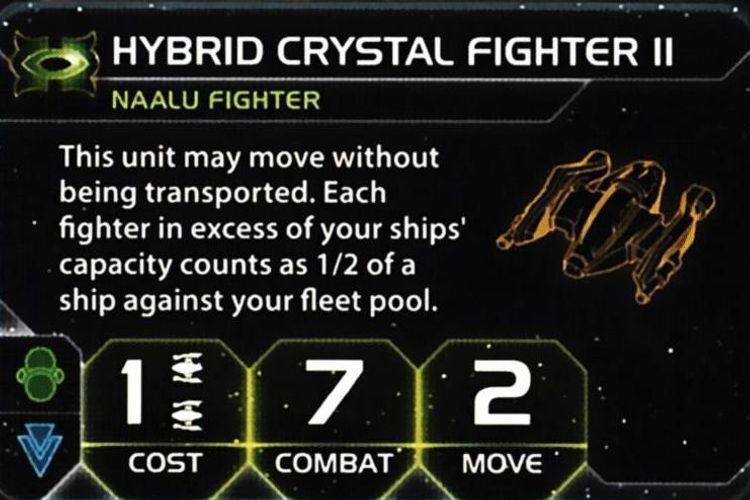 HYBRID CRYSTAL FIGHTER II
NAALU FIGHTER
This unit may move without
being transported. Each
fighter in excess of your ships'
capacity counts as 1/2 of a
ship against your fleet pool.
1 7 2
COST COMBAT MOVE